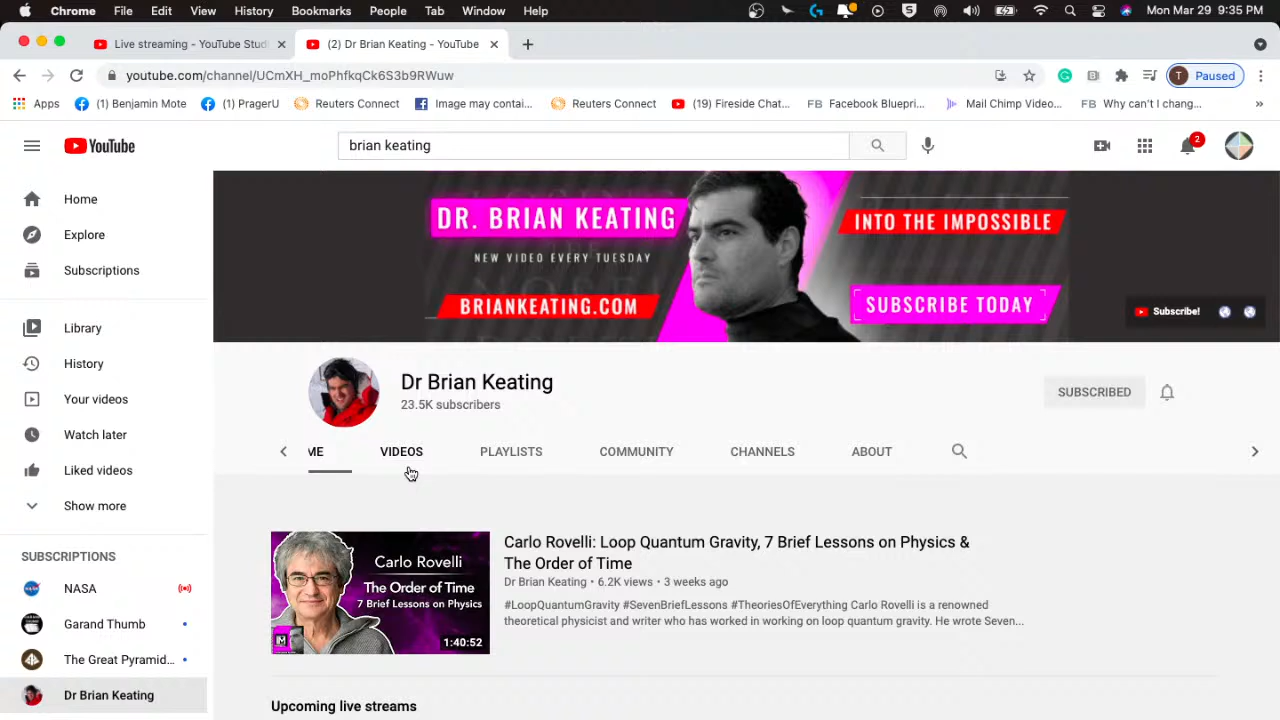 Chrome File Edit View History Bookmarks People Tab Window Help Mon Mar 29 9:35 PM
Live streaming - YouTube Stud
(2) Dr Brian Keating - YouTube
youtube.com/channel/UCmXH_moPhfkqCk6S3b9RWuw
T Paused
Apps (1) Benjamin Mote (1) PragerU Reuters Connect Image may contai... Reuters Connect (19) Fireside Chat... FB Facebook Bluepri... Mail Chimp Video... FB Why can't I chang... »
YouTube
brian keating
2
Home
Explore
Subscriptions
Library
History
Your videos
Watch later
Liked videos
Show more
SUBSCRIPTIONS
NASA
Garand Thumb
The Great Pyramid...
Dr Brian Keating
DR. BRIAN KEATING
NEW VIDEO EVERY TUESDAY
BRIANKEATING.COM
INTO THE IMPOSSIBLE
SUBSCRIBE TODAY
Subscribe!
Dr Brian Keating
23.5K subscribers
SUBSCRIBED
ME VIDEOS PLAYLISTS COMMUNITY CHANNELS ABOUT
Carlo Rovelli
The Order of Time
7 Brief Lessons on Physics
1:40:52
Carlo Rovelli: Loop Quantum Gravity, 7 Brief Lessons on Physics &
The Order of Time
Dr Brian Keating • 6.2K views • 3 weeks ago
#LoopQuantumGravity #SevenBriefLessons #TheoriesOfEverything Carlo Rovelli is a renowned
theoretical physicist and writer who has worked in working on loop quantum gravity. He wrote Seven...
Upcoming live streams